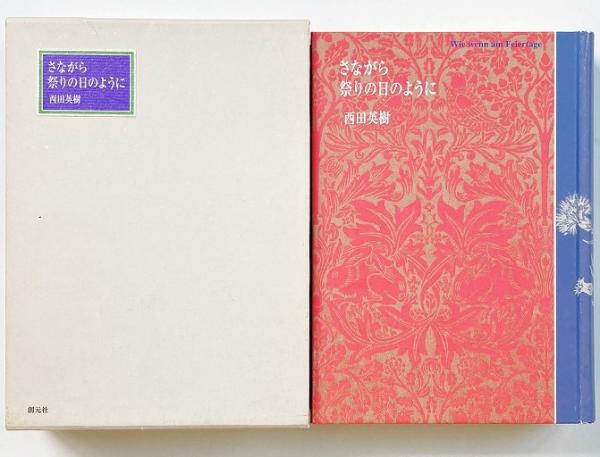 さながら
祭りの日のように
西田英樹
創元社
Wie wenn am Feiertage
さながら
祭りの日のように
西田英樹